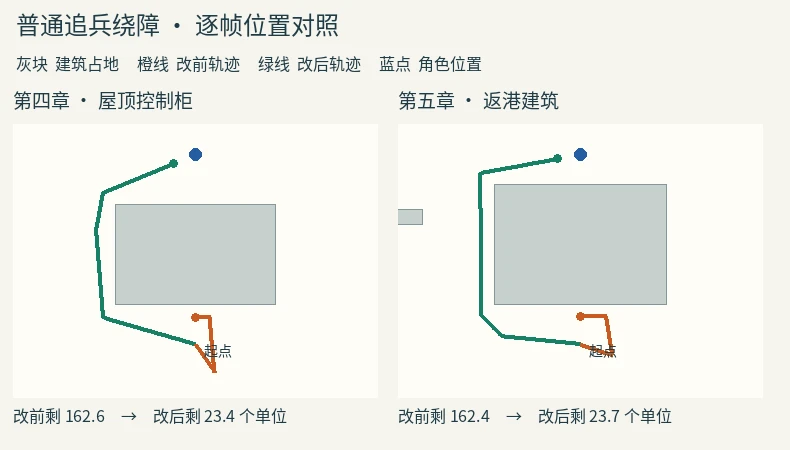 普通追兵绕障 · 逐帧位置对照
灰块 建筑占地 橙线 改前轨迹 绿线 改后轨迹 蓝点 角色位置
第四章 · 屋顶控制柜
第五章 · 返港建筑
起点
起点
改前剩 162.6 → 改后剩 23.4 个单位
改前剩 162.4 → 改后剩 23.7 个单位